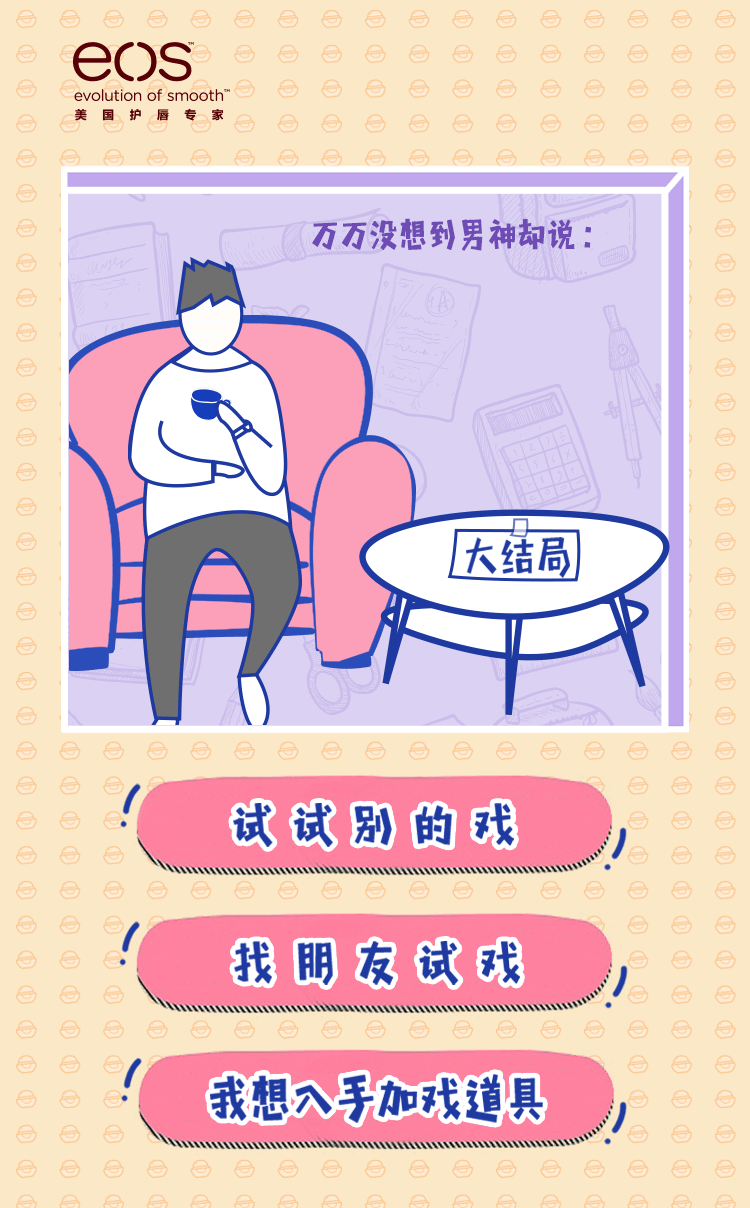 eos™
evolution of smooth™
美国护唇专家
万万没想到男神却说：
大结局
试试别的戏
找朋友试戏
我想入手加戏道具